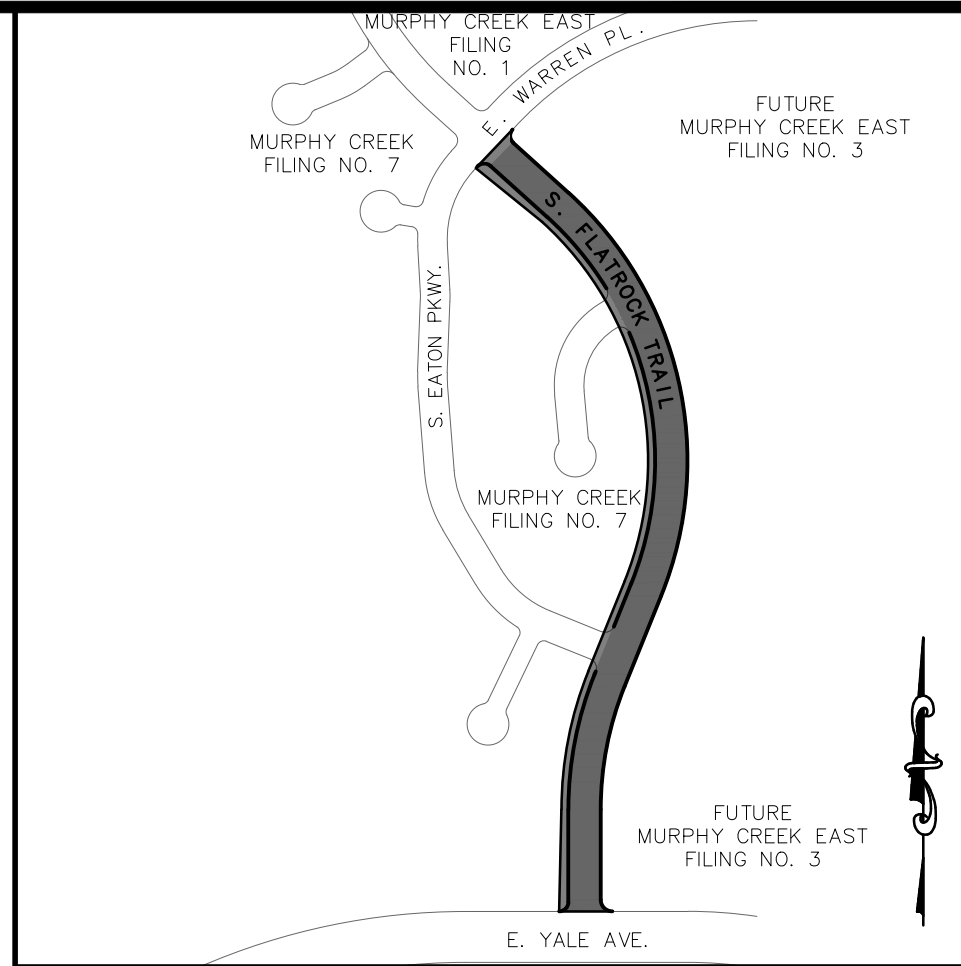 MURPHY CREEK EAST
FILING
NO. 1
E. WARREN PL.
FUTURE
MURPHY CREEK EAST
FILING NO. 3
MURPHY CREEK
FILING NO. 7
S. FLATROCK TRAIL
S. EATON PKWY.
MURPHY CREEK
FILING NO. 7
FUTURE
MURPHY CREEK EAST
FILING NO. 3
E. YALE AVE.